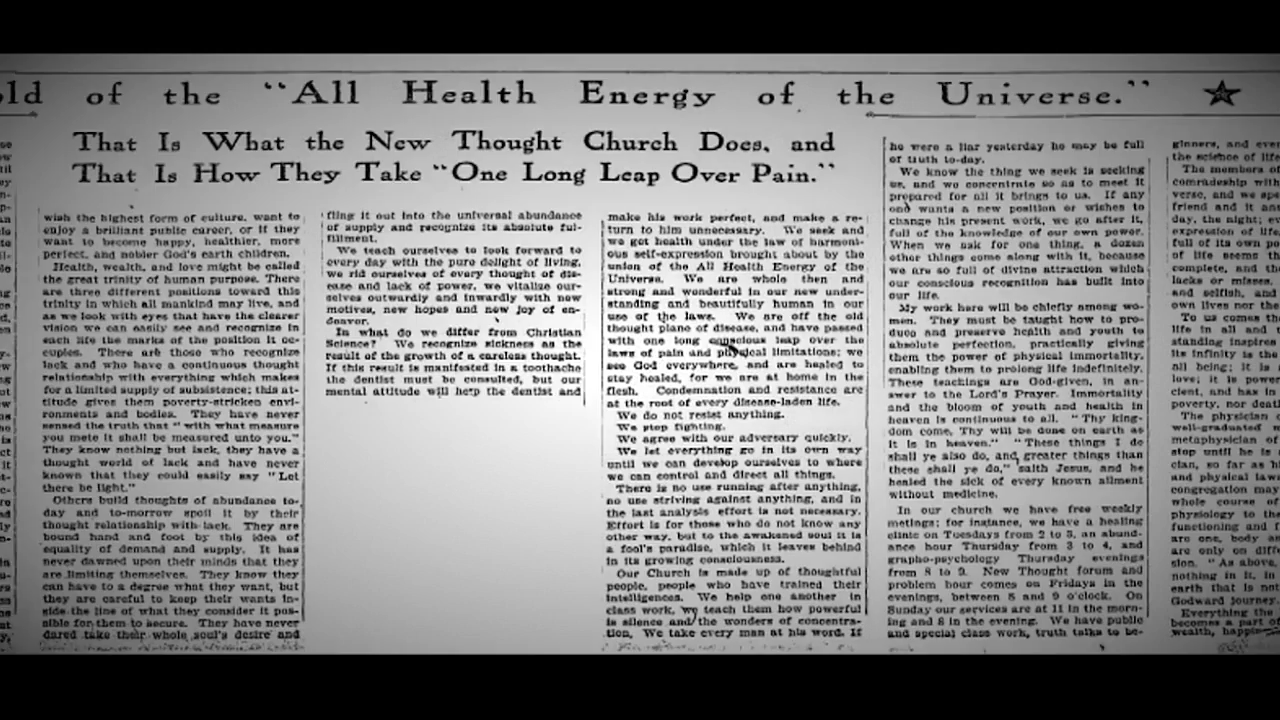 ld of the "All Health Energy of the Universe."
That Is What the New Thought Church Does, and
That Is How They Take "One Long Leap Over Pain."
wish the highest form of culture, want to
enjoy a brilliant public career, or if they
want to become happy, healthier, more
perfect, and nobler God's earth children.
Health, wealth, and love might be called
the great trinity of human purpose. There
are three different positions toward this
trinity in which all mankind may live, and
as we look with eyes that have the clearer
vision we can easily see and recognize in
each life the marks of the position it oc-
cupies. There are those who recognize
lack and who have a continuous thought
relationship with everything which makes
for a limited supply of subsistence; this at-
titude gives them poverty-stricken envi-
ronments and bodies. They have never
sensed the truth that "with what measure
you mete it shall be measured unto you."
They know nothing but lack, they have a
thought world of lack and have never
known that they could easily say "Let
there be light."
Others build thoughts of abundance to-
day and to-morrow spoil it by their
thought relationship with lack. They are
bound hand and foot by this idea of
equality of demand and supply. It has
never dawned upon their minds that they
are limiting themselves. They know they
can have to a degree what they want, but
they are careful to keep their wants in-
side the line of what they consider it pos-
sible for them to secure. They have never
dared take their whole soul's desire and
fling it out into the universal abundance
of supply and recognize its absolute ful-
fillment.
We teach ourselves to look forward to
every day with the pure delight of living,
we rid ourselves of every thought of dis-
ease and lack of power, we vitalize our-
selves outwardly and inwardly with new
motives, new hopes and new joy of en-
deavor.
In what do we differ from Christian
Science? We recognize sickness as the
result of the growth of a careless thought.
If this result is manifested in a toothache
the dentist must be consulted, but our
mental attitude will help the dentist and
make his work perfect, and make a re-
turn to him unnecessary. We seek and
we get health under the law of harmoni-
ous self-expression brought about by the
union of the All Health Energy of the
Universe. We are whole then and
strong and wonderful in our new under-
standing and beautifully human in our
use of the laws. We are off the old
thought plane of disease, and have passed
with one long conscious leap over the
laws of pain and physical limitations; we
see God everywhere, and are healed to
stay healed, for we are at home in the
flesh. Condemnation and resistance are
at the root of every disease-laden life.
We do not resist anything.
We stop fighting.
We agree with our adversary quickly.
We let everything go in its own way
until we can develop ourselves to where
we can control and direct all things.
There is no use running after anything,
no use striving against anything, and in
the last analysis effort is not necessary.
Effort is for those who do not know any
other way, but to the awakened soul it is
a fool's paradise, which it leaves behind
in its growing consciousness.
Our Church is made up of thoughtful
people, people who have trained their
intelligences. We help one another in
class work, we teach them how powerful
is silence and the wonders of concentra-
tion. We take every man at his word. If
he were a liar yesterday he may be full
of truth to-day.
We know the thing we seek is seeking
us, and we concentrate so as to meet it
prepared for all it brings to us. If any
one wants a new position or wishes to
change his present work, we go after it,
full of the knowledge of our own power.
When we ask for one thing, a dozen
other things come along with it, because
we are so full of divine attraction which
our conscious recognition has built into
our life.
My work here will be chiefly among wo-
men. They must be taught how to pro-
duce and preserve health and youth to
absolute perfection, practically giving
them the power of physical immortality,
enabling them to prolong life indefinitely.
These teachings are God-given, in an-
swer to the Lord's Prayer. Immortality
and the bloom of youth and health in
heaven is continuous to all. "Thy king-
dom come, Thy will be done on earth as
it is in heaven." "These things I do
shall ye also do, and greater things than
these shall ye do," saith Jesus, and he
healed the sick of every known ailment
without medicine.
In our church we have free weekly
metings; for instance, we have a healing
clinic on Tuesdays from 2 to 5, an abund-
ance hour Thursday from 3 to 4, and
grapho-psychology Thursday evenings
from 8 to 9. New Thought forum and
problem hour comes on Fridays in the
evenings, between 8 and 9 o'clock. On
Sunday our services are at 11 in the morn-
ing and 8 in the evening. We have public
and special class work, truth talks to be-
ginners, and ever
the science of life
The members of
comradeship with
verse, and we spe
friend and it answ
day, the night; ev
expression of life.
full of its own po
of life seems th
complete, and th
lacks or misses.
and selfish, and
own lives nor the
To us comes th
life in all and t
standing inspires
its infinity is the
all being; it is
love; it is power
cient, and has in
poverty, nor death
The physician o
well-graduated m
metaphysician of
stop until he is
cian, so far as h
and physical laws
congregation may
whole course of
physiology to the
functioning and f
are one, body an
are only on differ
sion. "As above,
nothing in it, in
earth that is not
Godward journey.
Everything the
becomes a part of
wealth, happin